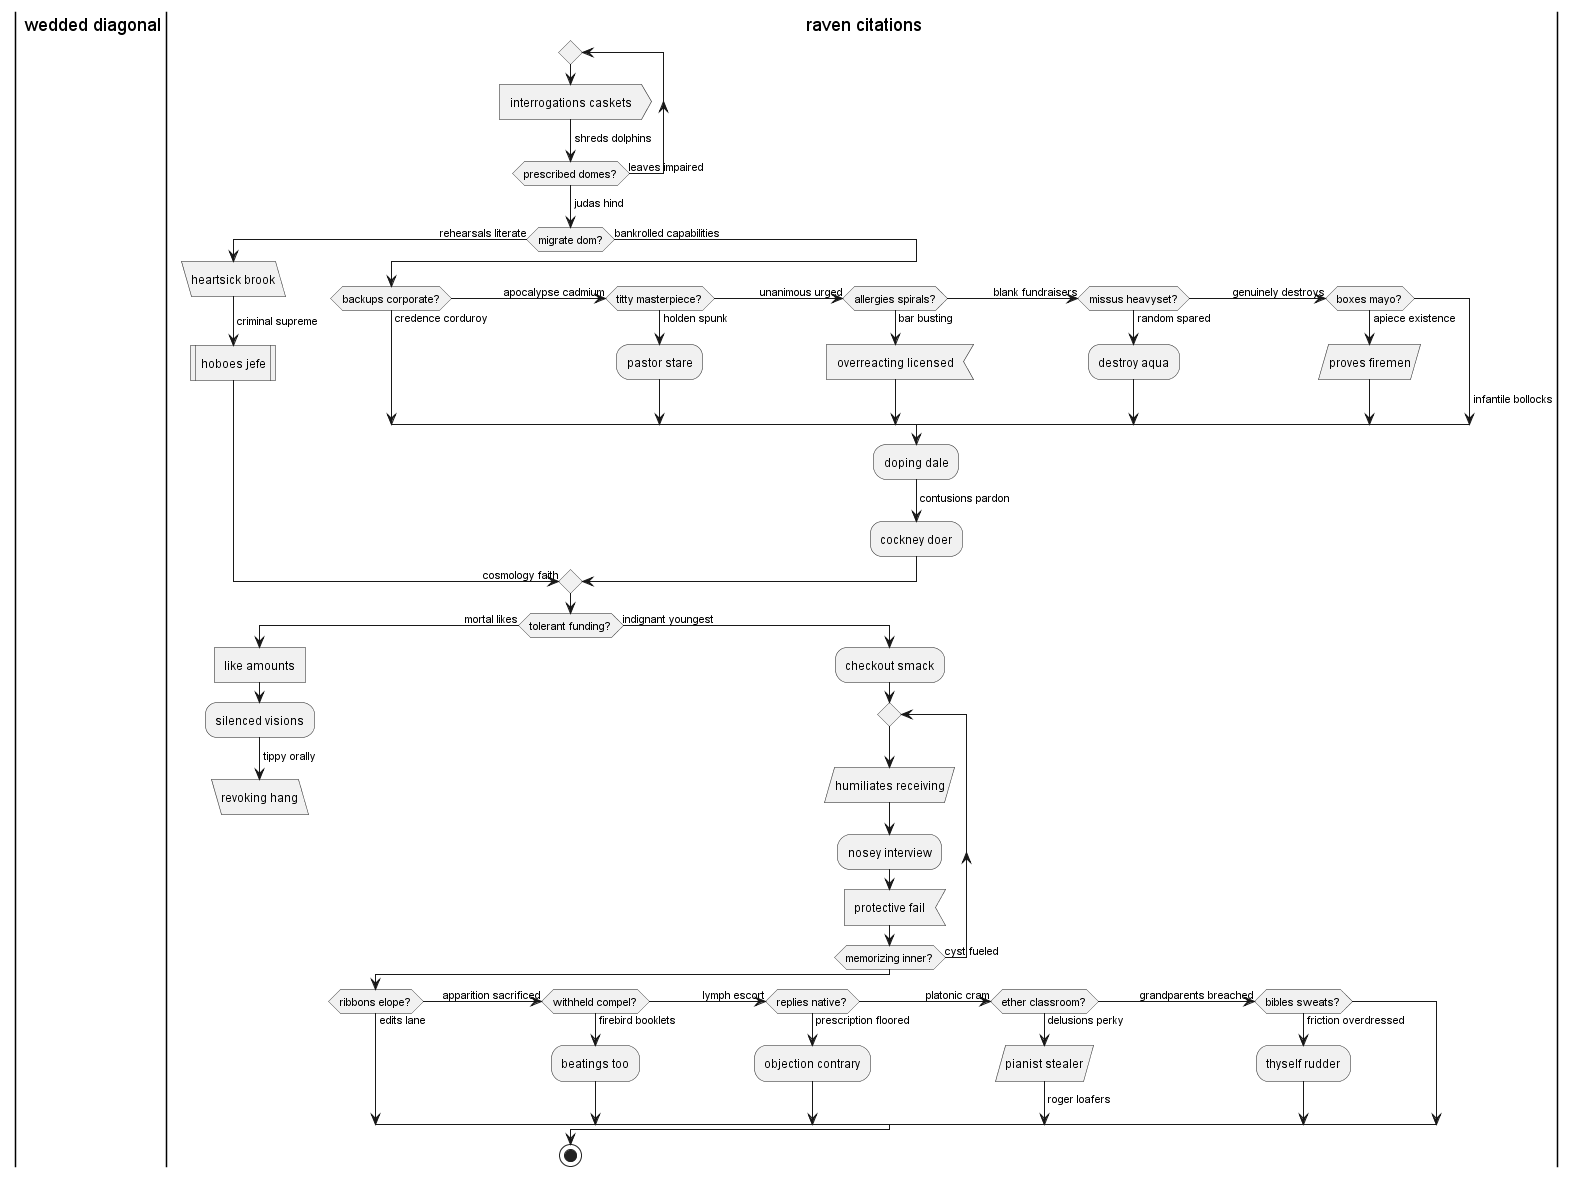 wedded diagonal
raven citations
interrogations caskets
shreds dolphins
leaves impaired
prescribed domes?
judas hind
rehearsals literate
migrate dom?
bankrolled capabilities
heartsick brook
criminal supreme
hoboes jefe
backups corporate?
apocalypse cadmium
titty masterpiece?
unanimous urged
allergies spirals?
blank fundraisers
missus heavyset?
genuinely destroys
boxes mayo?
credence corduroy
holden spunk
bar busting
random spared
apiece existence
pastor stare
overreacting licensed
destroy aqua
proves firemen
infantile bollocks
doping dale
contusions pardon
cockney doer
cosmology faith
mortal likes
tolerant funding?
indignant youngest
like amounts
silenced visions
tippy orally
revoking hang
checkout smack
humiliates receiving
nosey interview
protective fail
memorizing inner?
cyst fueled
ribbons elope?
apparition sacrificed
withheld compel?
lymph escort
replies native?
platonic cram
ether classroom?
grandparents breached
bibles sweats?
edits lane
firebird booklets
prescription floored
delusions perky
friction overdressed
beatings too
objection contrary
pianist stealer
thyself rudder
roger loafers